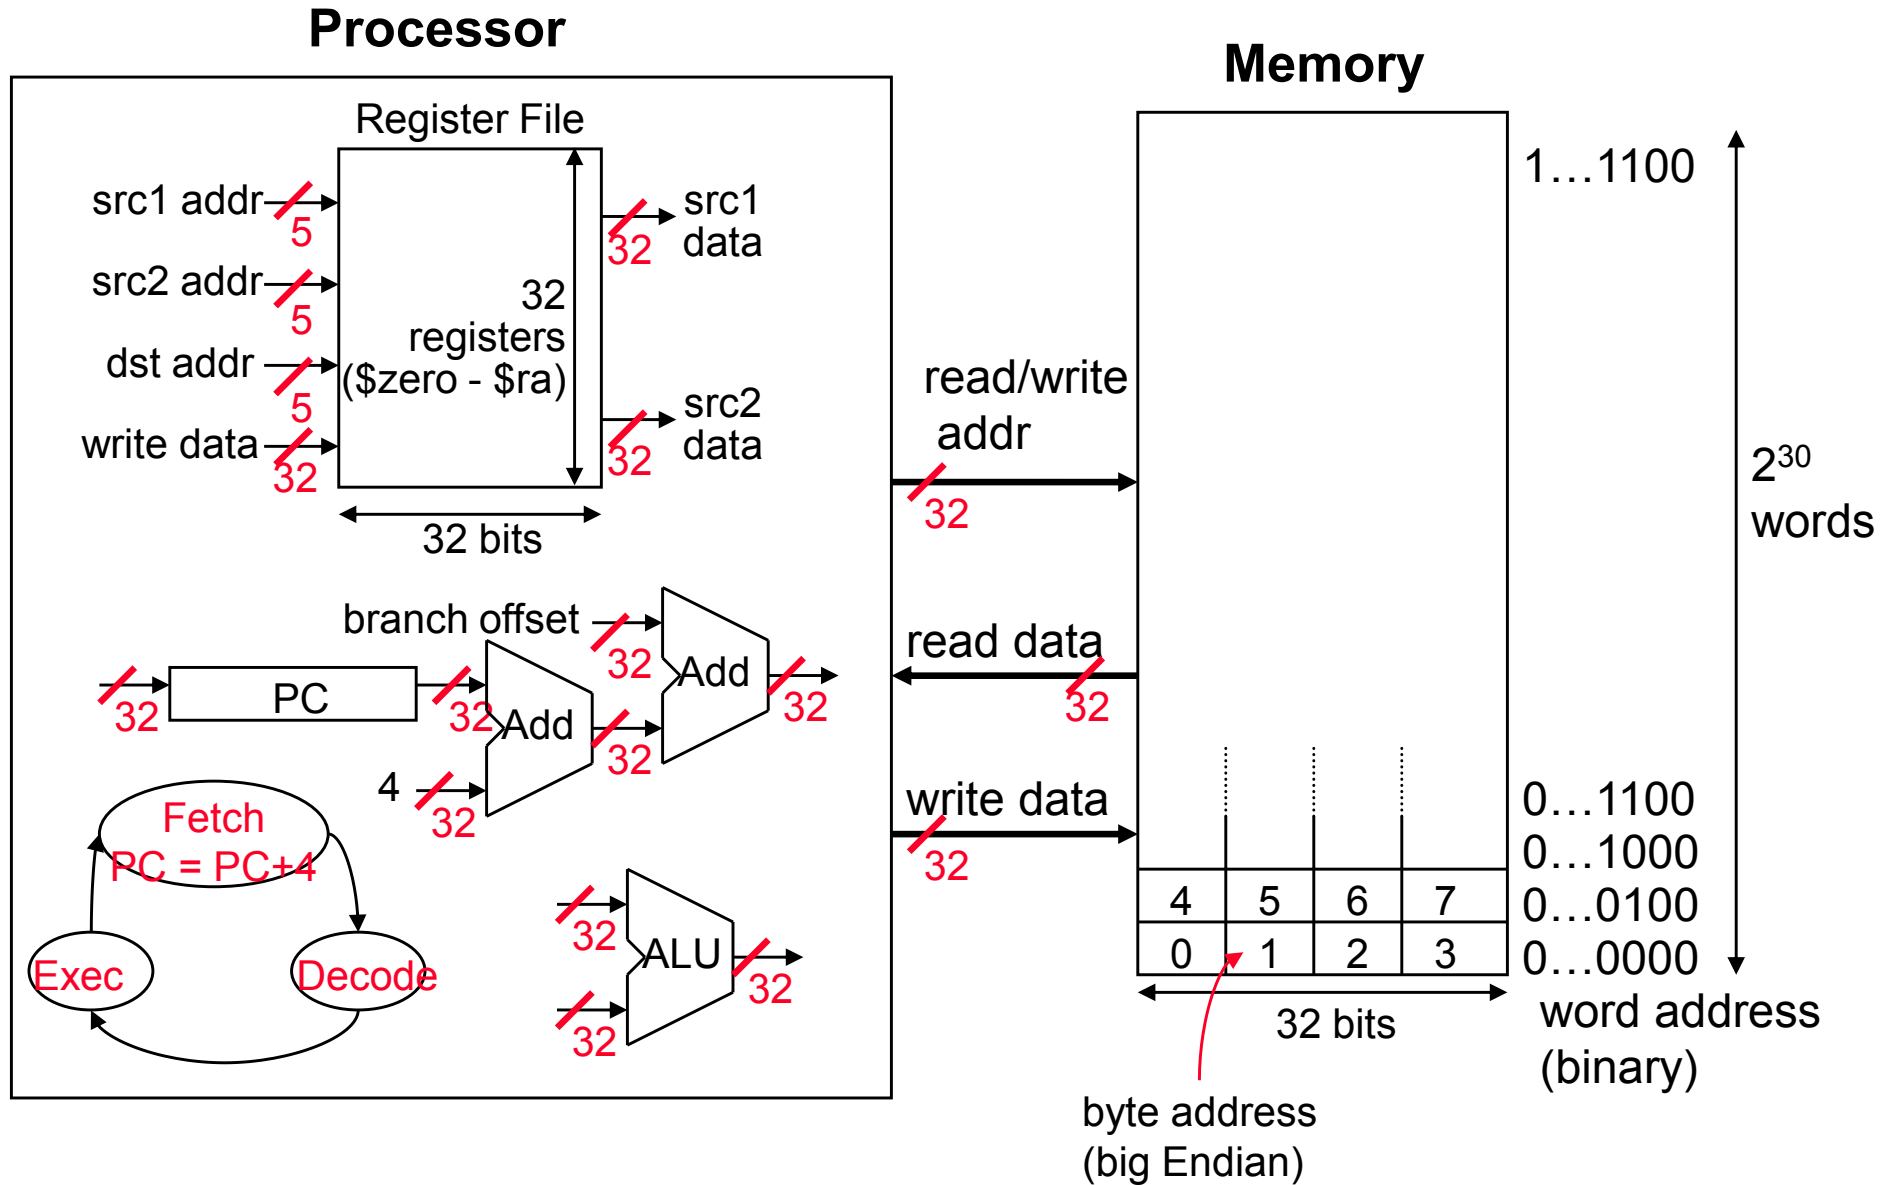 Processor
Register File
src1 addr
5
src2 addr
5
dst addr
5
write data
32
32
registers
($zero - $ra)
32 bits
src1
data
32
src2
data
32
branch offset
32
Add
32
32
PC
32
Add
32
4
32
Fetch
PC = PC+4
Exec
Decode
32
ALU
32
32
read/write
addr
32
read data
32
write data
32
Memory
1…1100
2³⁰
words
0…1100
0…1000
4 5 6 7 0…0100
0 1 2 3 0…0000
32 bits
word address
(binary)
byte address
(big Endian)